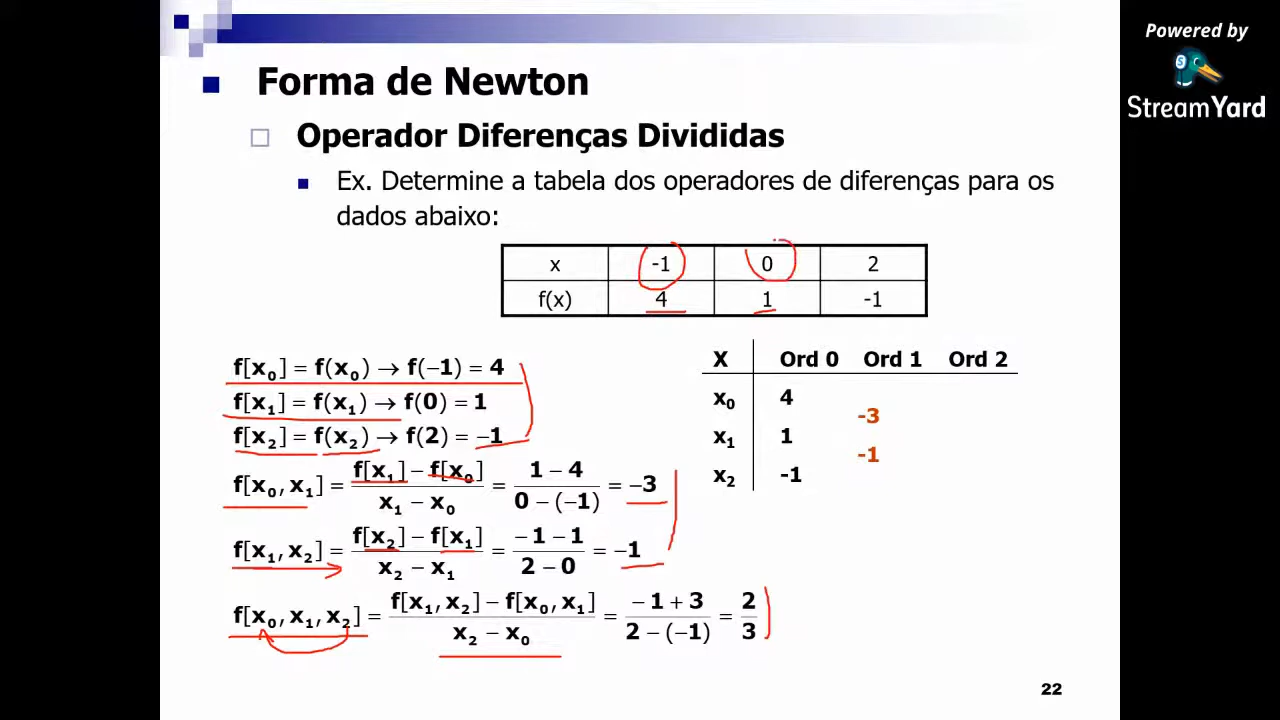 Powered by
StreamYard
Forma de Newton
Operador Diferenças Divididas
Ex. Determine a tabela dos operadores de diferenças para os
dados abaixo:
x -1 0 2
f(x) 4 1 -1
f[x₀] = f(x₀) → f(−1) = 4
f[x₁] = f(x₁) → f(0) = 1
f[x₂] = f(x₂) → f(2) = −1
f[x₀, x₁] = (f[x₁] − f[x₀]) / (x₁ − x₀) = (1 − 4) / (0 − (−1)) = −3
f[x₁, x₂] = (f[x₂] − f[x₁]) / (x₂ − x₁) = (−1 − 1) / (2 − 0) = −1
f[x₀, x₁, x₂] = (f[x₁, x₂] − f[x₀, x₁]) / (x₂ − x₀) = (−1 + 3) / (2 − (−1)) = 2/3
X Ord 0 Ord 1 Ord 2
x₀ 4
-3
x₁ 1
-1
x₂ -1
22